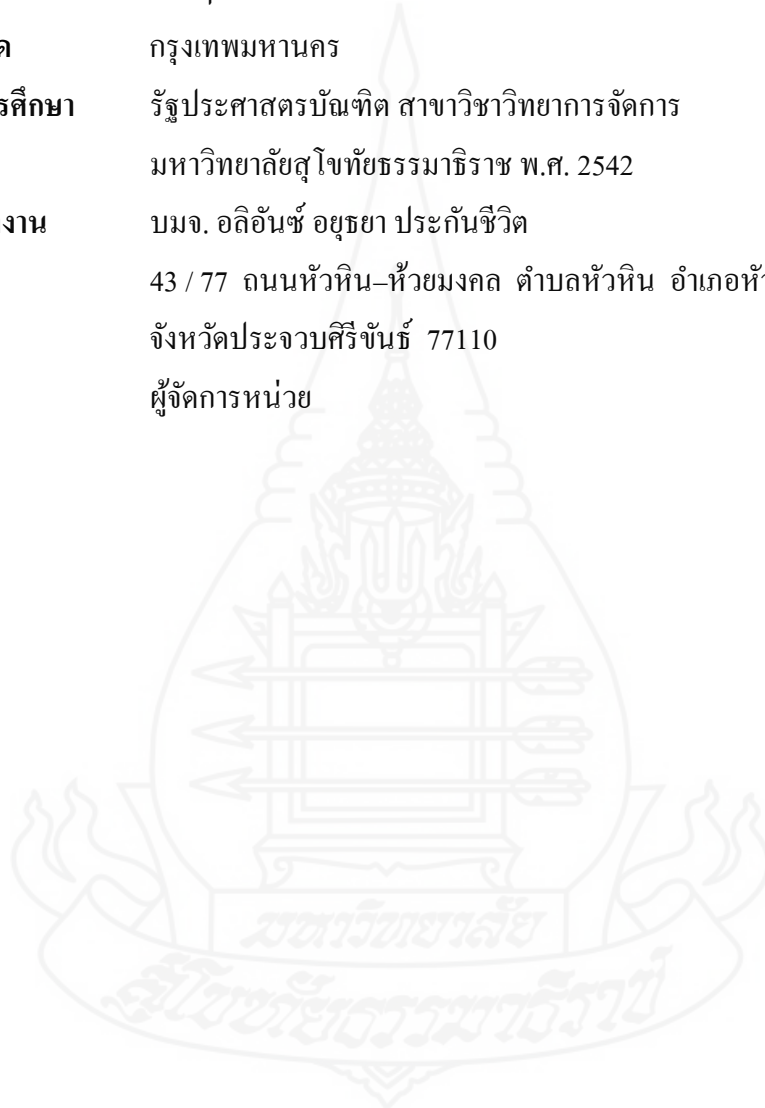 ด กรุงเทพมหานคร
รศึกษา รัฐประศาสตรบัณฑิต สาขาวิชาวิทยาการจัดการ
มหาวิทยาลัยสุโขทัยธรรมาธิราช พ.ศ. 2542
งาน บมจ. อลิอันซ์ อยุธยา ประกันชีวิต
43 / 77 ถนนหัวหิน–ห้วยมงคล ตำบลหัวหิน อำเภอหัว
จังหวัดประจวบศิรีขันธ์ 77110
ผู้จัดการหน่วย
มหาวิทยาลัย
สุโขทัยธรรมาธิราช